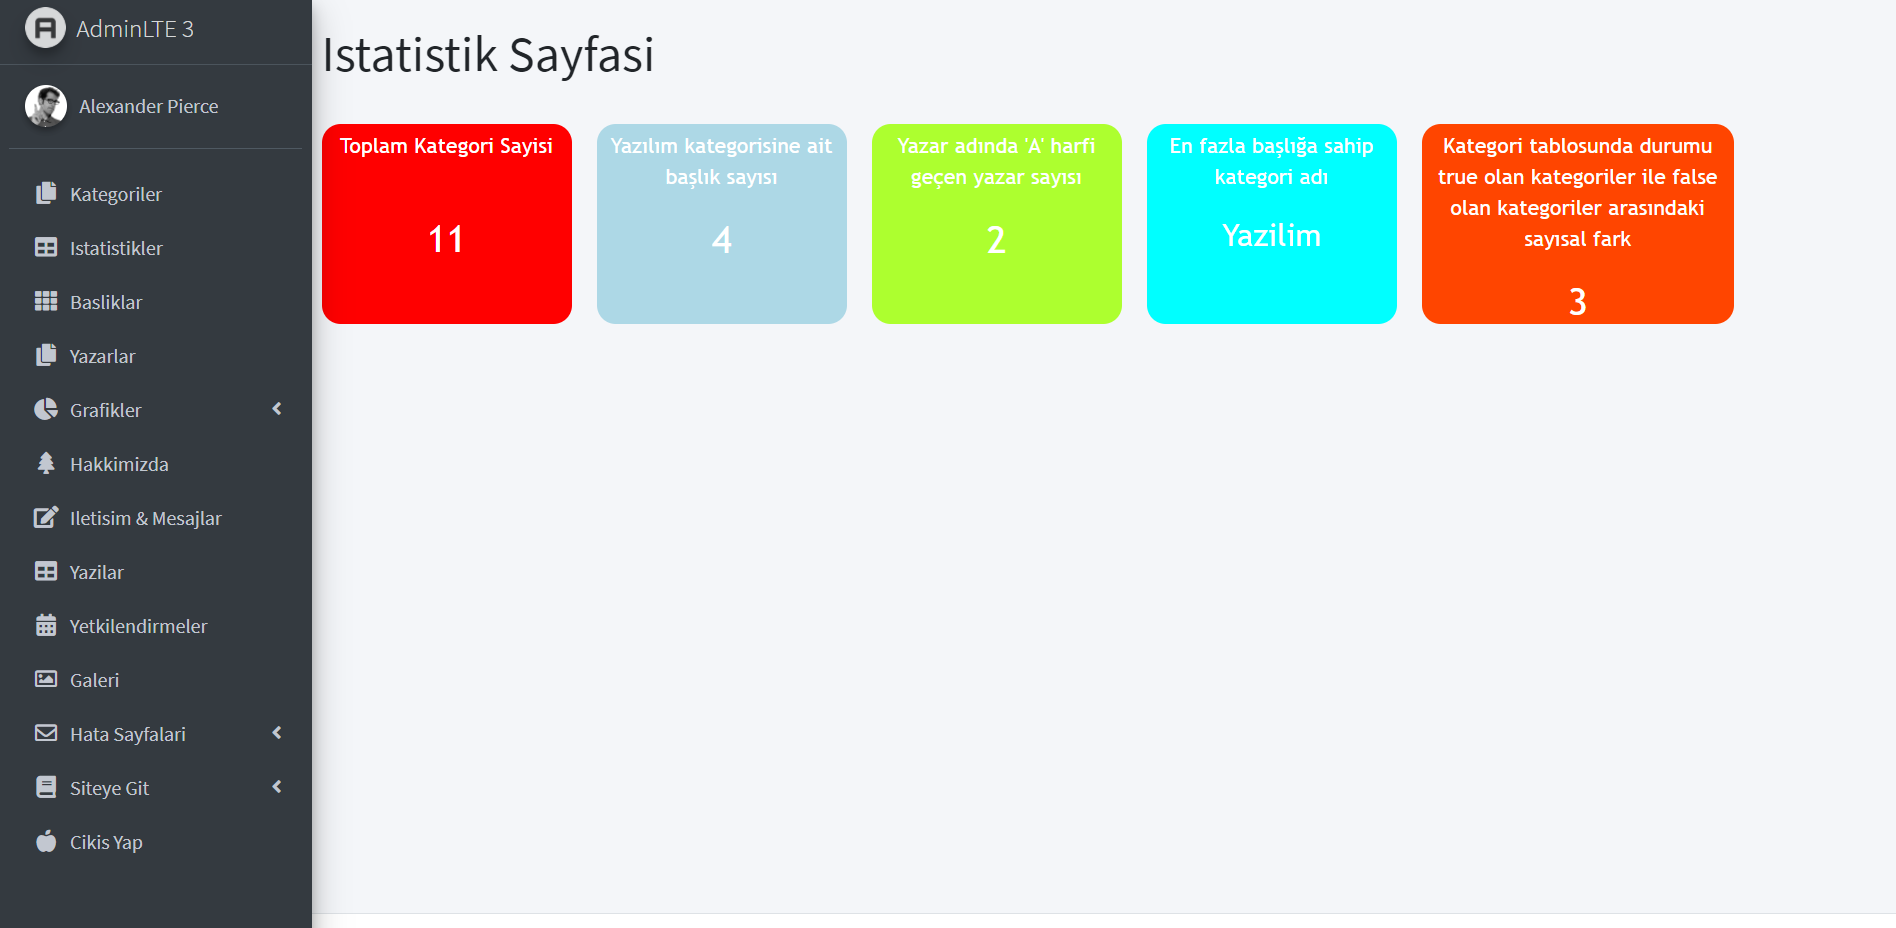 AdminLTE 3
Alexander Pierce
Kategoriler
Istatistikler
Basliklar
Yazarlar
Grafikler
Hakkimizda
Iletisim & Mesajlar
Yazilar
Yetkilendirmeler
Galeri
Hata Sayfalari
Siteye Git
Cikis Yap
Istatistik Sayfasi
Toplam Kategori Sayisi
11
Yazılım kategorisine ait
başlık sayısı
4
Yazar adında 'A' harfi
geçen yazar sayısı
2
En fazla başlığa sahip
kategori adı
Yazilim
Kategori tablosunda durumu
true olan kategoriler ile false
olan kategoriler arasındaki
sayısal fark
3